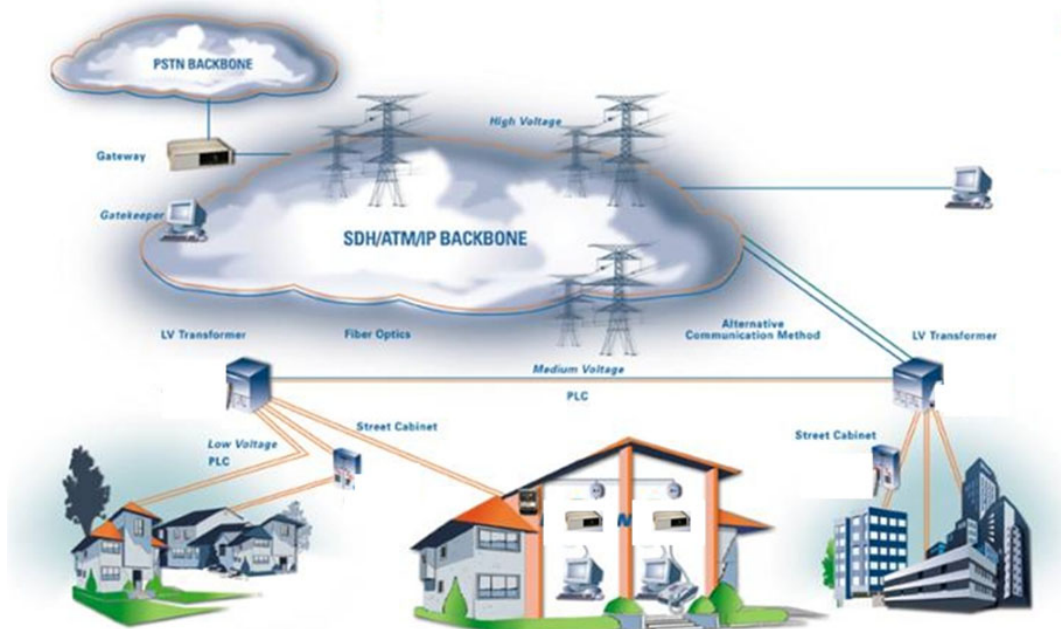 PSTN BACKBONE
High Voltage
Gateway
Gatekeeper
SDH/ATM/IP BACKBONE
LV Transformer
Fiber Optics
Alternative
Communication Method
LV Transformer
Medium Voltage
PLC
Street Cabinet
Low Voltage
PLC
Street Cabinet
N